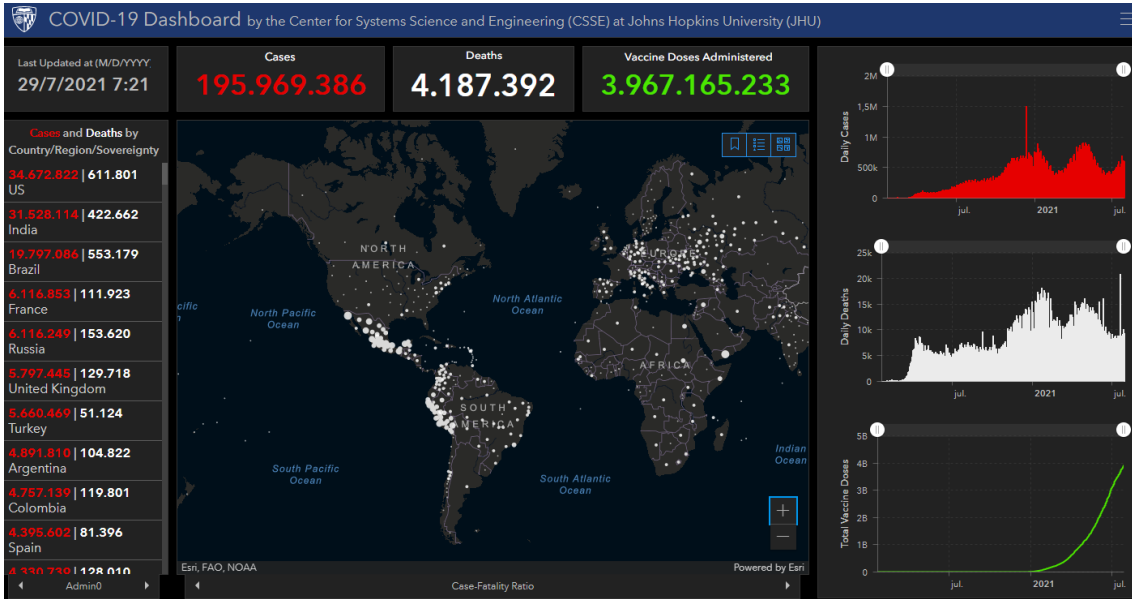 COVID-19 Dashboard by the Center for Systems Science and Engineering (CSSE) at Johns Hopkins University (JHU)
Last Updated at (M/D/YYYY)
29/7/2021 7:21
Cases
195.969.386
Deaths
4.187.392
Vaccine Doses Administered
3.967.165.233
Cases and Deaths by
Country/Region/Sovereignty
34.672.822 | 611.801
US
31.528.114 | 422.662
India
19.797.086 | 553.179
Brazil
6.116.853 | 111.923
France
6.116.249 | 153.620
Russia
5.797.445 | 129.718
United Kingdom
5.660.469 | 51.124
Turkey
4.891.810 | 104.822
Argentina
4.757.139 | 119.801
Colombia
4.395.602 | 81.396
Spain
4.330.739 | 128.010
Admin0
NORTH
AMERICA
EUROPE
AFRICA
SOUTH
AMERICA
cific
n
North Pacific
Ocean
North Atlantic
Ocean
South Pacific
Ocean
South Atlantic
Ocean
Indian
Ocean
+
−
Esri, FAO, NOAA
Powered by Esri
Case-Fatality Ratio
Daily Cases
2M
1,5M
1M
500k
0
jul.
2021
jul.
Daily Deaths
25k
20k
15k
10k
5k
0
jul.
2021
jul.
Total Vaccine Doses
5B
4B
3B
2B
1B
0
jul.
2021
jul.